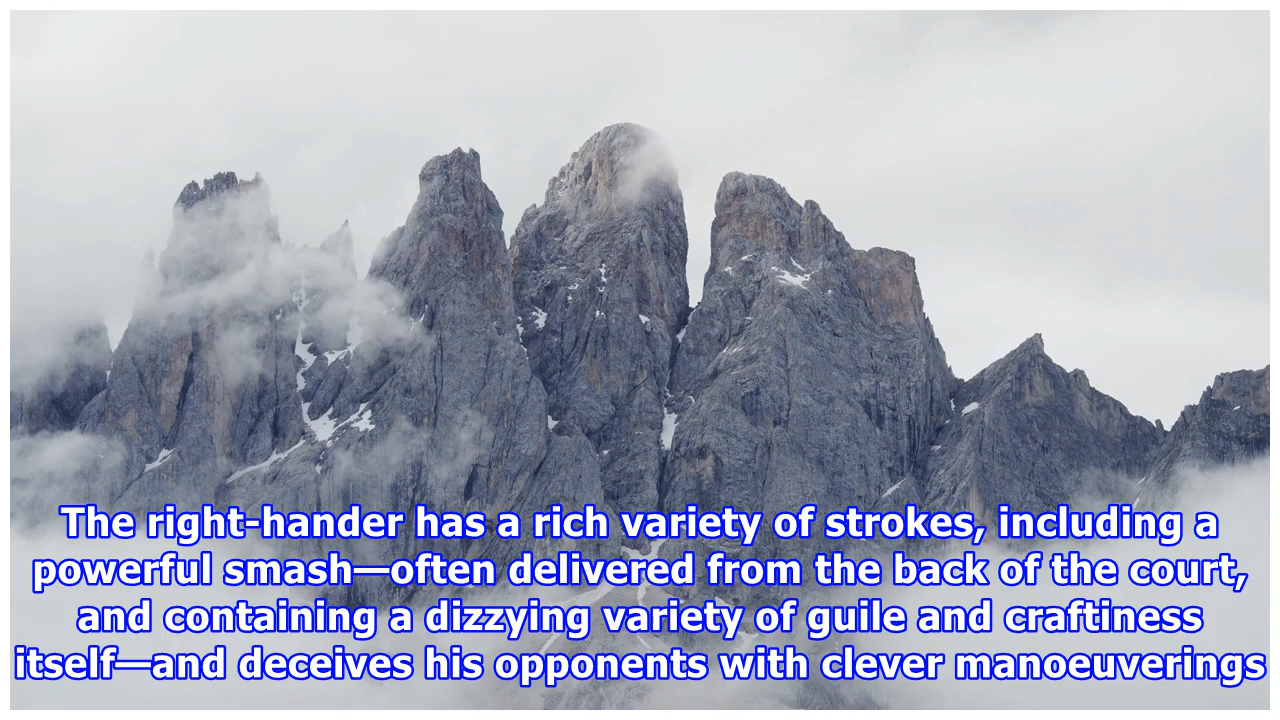 The right-hander has a rich variety of strokes, including a
powerful smash—often delivered from the back of the court,
and containing a dizzying variety of guile and craftiness
itself—and deceives his opponents with clever manoeuverings